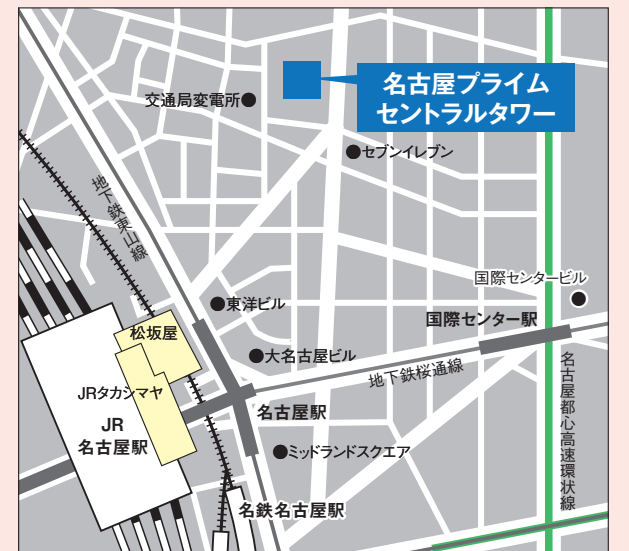 名古屋プライム
セントラルタワー
交通局変電所
セブンイレブン
地下鉄東山線
国際センタービル
東洋ビル
国際センター駅
松坂屋
大名古屋ビル
地下鉄桜通線
名古屋都心高速環状線
JRタカシマヤ
名古屋駅
JR
名古屋駅
ミッドランドスクエア
名鉄名古屋駅